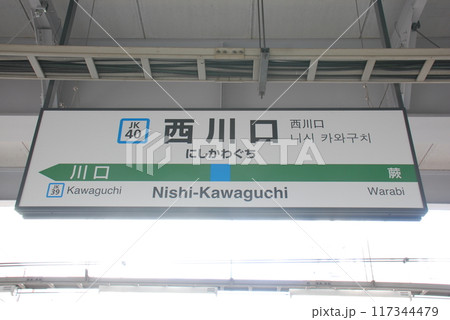 JK
40
西川口
にしかわぐち
西川口
니시 카와구치
川口
蕨
JK
39
Kawaguchi
Nishi-Kawaguchi
Warabi
PIXTA
pixta.jp - 117344479